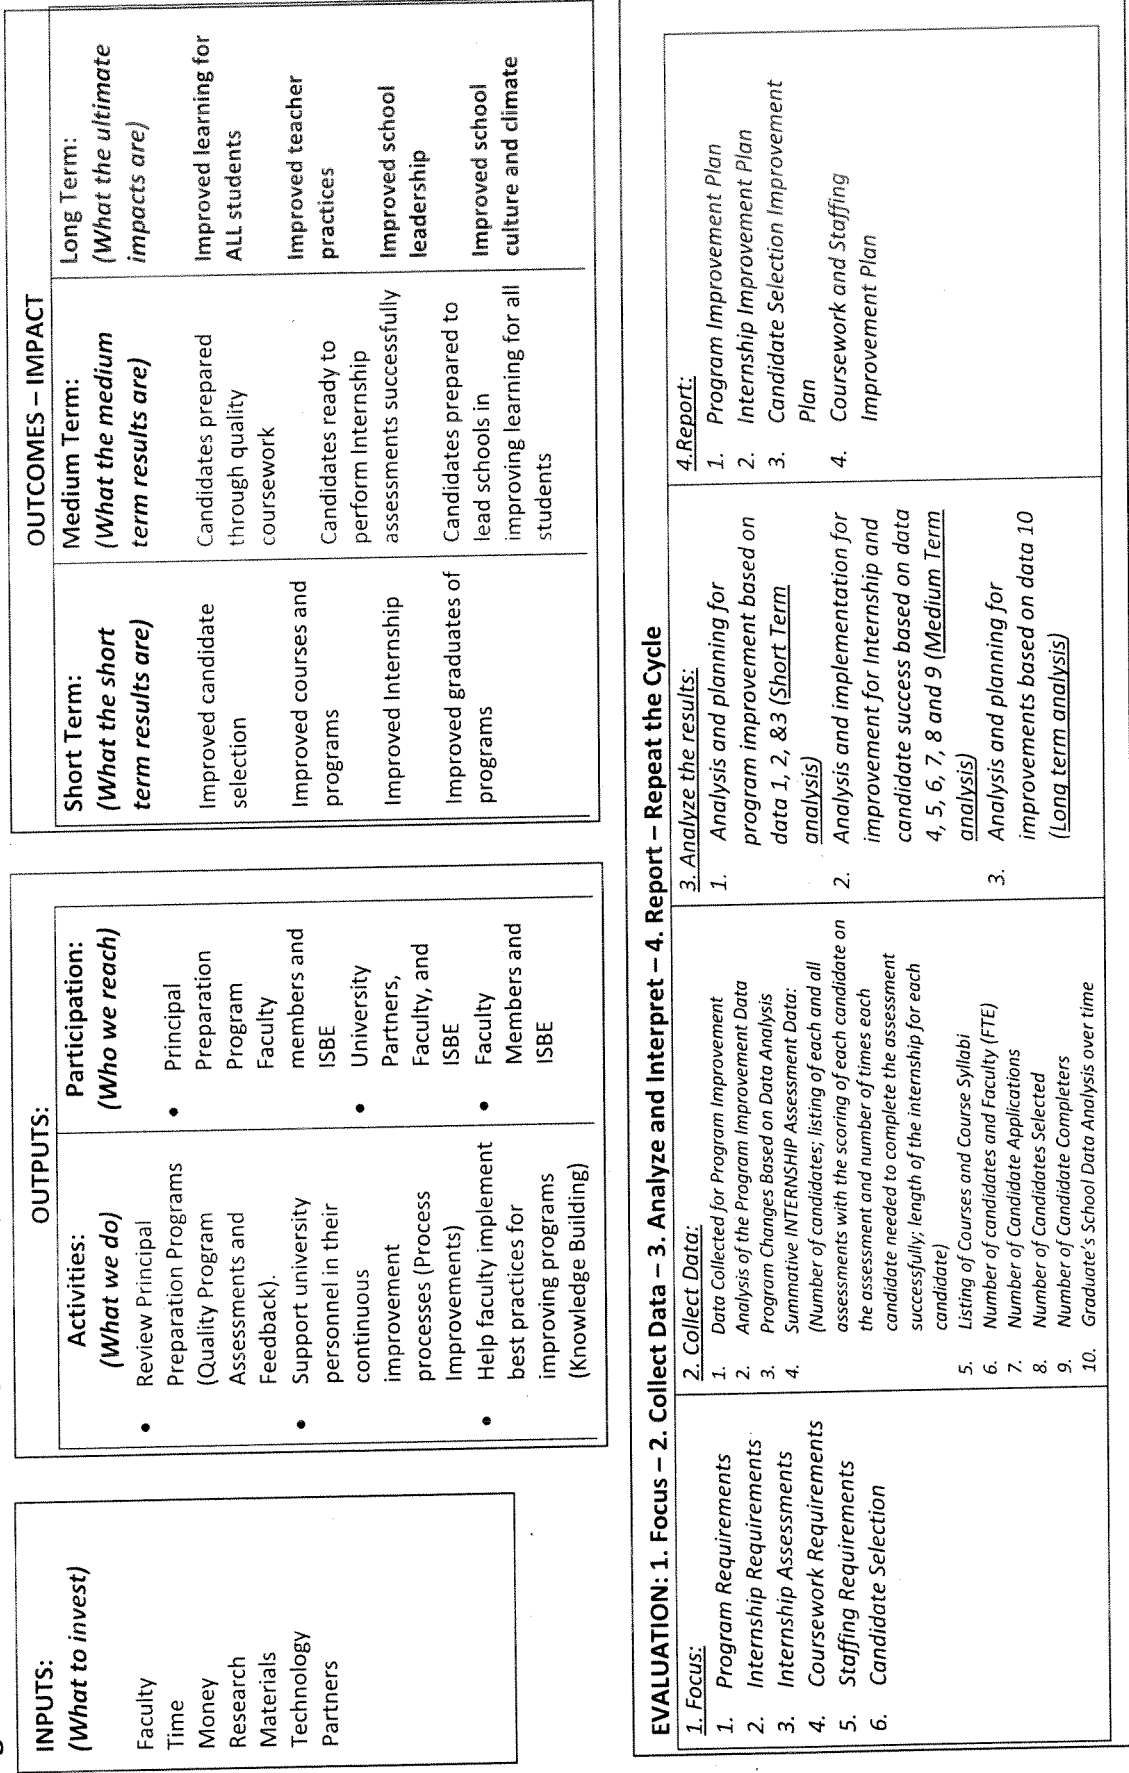 INPUTS:
(What to invest)
Faculty
Time
Money
Research
Materials
Technology
Partners
OUTPUTS:
Activities:
(What we do)
• Review Principal
Preparation Programs
(Quality Program
Assessments and
Feedback).
• Support university
personnel in their
continuous
improvement
processes (Process
Improvements)
• Help faculty implement
best practices for
improving programs
(Knowledge Building)
Participation:
(Who we reach)
• Principal
Preparation
Program
Faculty
members and
ISBE
• University
Partners,
Faculty, and
ISBE
• Faculty
Members and
ISBE
OUTCOMES – IMPACT
Short Term:
(What the short
term results are)
Improved candidate
selection
Improved courses and
programs
Improved Internship
Improved graduates of
programs
Medium Term:
(What the medium
term results are)
Candidates prepared
through quality
coursework
Candidates ready to
perform Internship
assessments successfully
Candidates prepared to
lead schools in
improving learning for all
students
Long Term:
(What the ultimate
impacts are)
Improved learning for
ALL students
Improved teacher
practices
Improved school
leadership
Improved school
culture and climate
EVALUATION: 1. Focus – 2. Collect Data – 3. Analyze and Interpret – 4. Report – Repeat the Cycle
1. Focus:
1. Program Requirements
2. Internship Requirements
3. Internship Assessments
4. Coursework Requirements
5. Staffing Requirements
6. Candidate Selection
2. Collect Data:
1. Data Collected for Program Improvement
2. Analysis of the Program Improvement Data
3. Program Changes Based on Data Analysis
4. Summative INTERNSHIP Assessment Data:
(Number of candidates; listing of each and all
assessments with the scoring of each candidate on
the assessment and number of times each
candidate needed to complete the assessment
successfully; length of the internship for each
candidate)
5. Listing of Courses and Course Syllabi
6. Number of candidates and Faculty (FTE)
7. Number of Candidate Applications
8. Number of Candidates Selected
9. Number of Candidate Completers
10. Graduate's School Data Analysis over time
3. Analyze the results:
1. Analysis and planning for
program improvement based on
data 1, 2, &3 (Short Term
analysis)
2. Analysis and implementation for
improvement for Internship and
candidate success based on data
4, 5, 6, 7, 8 and 9 (Medium Term
analysis)
3. Analysis and planning for
improvements based on data 10
(Long term analysis)
4.Report:
1. Program Improvement Plan
2. Internship Improvement Plan
3. Candidate Selection Improvement
Plan
4. Coursework and Staffing
Improvement Plan